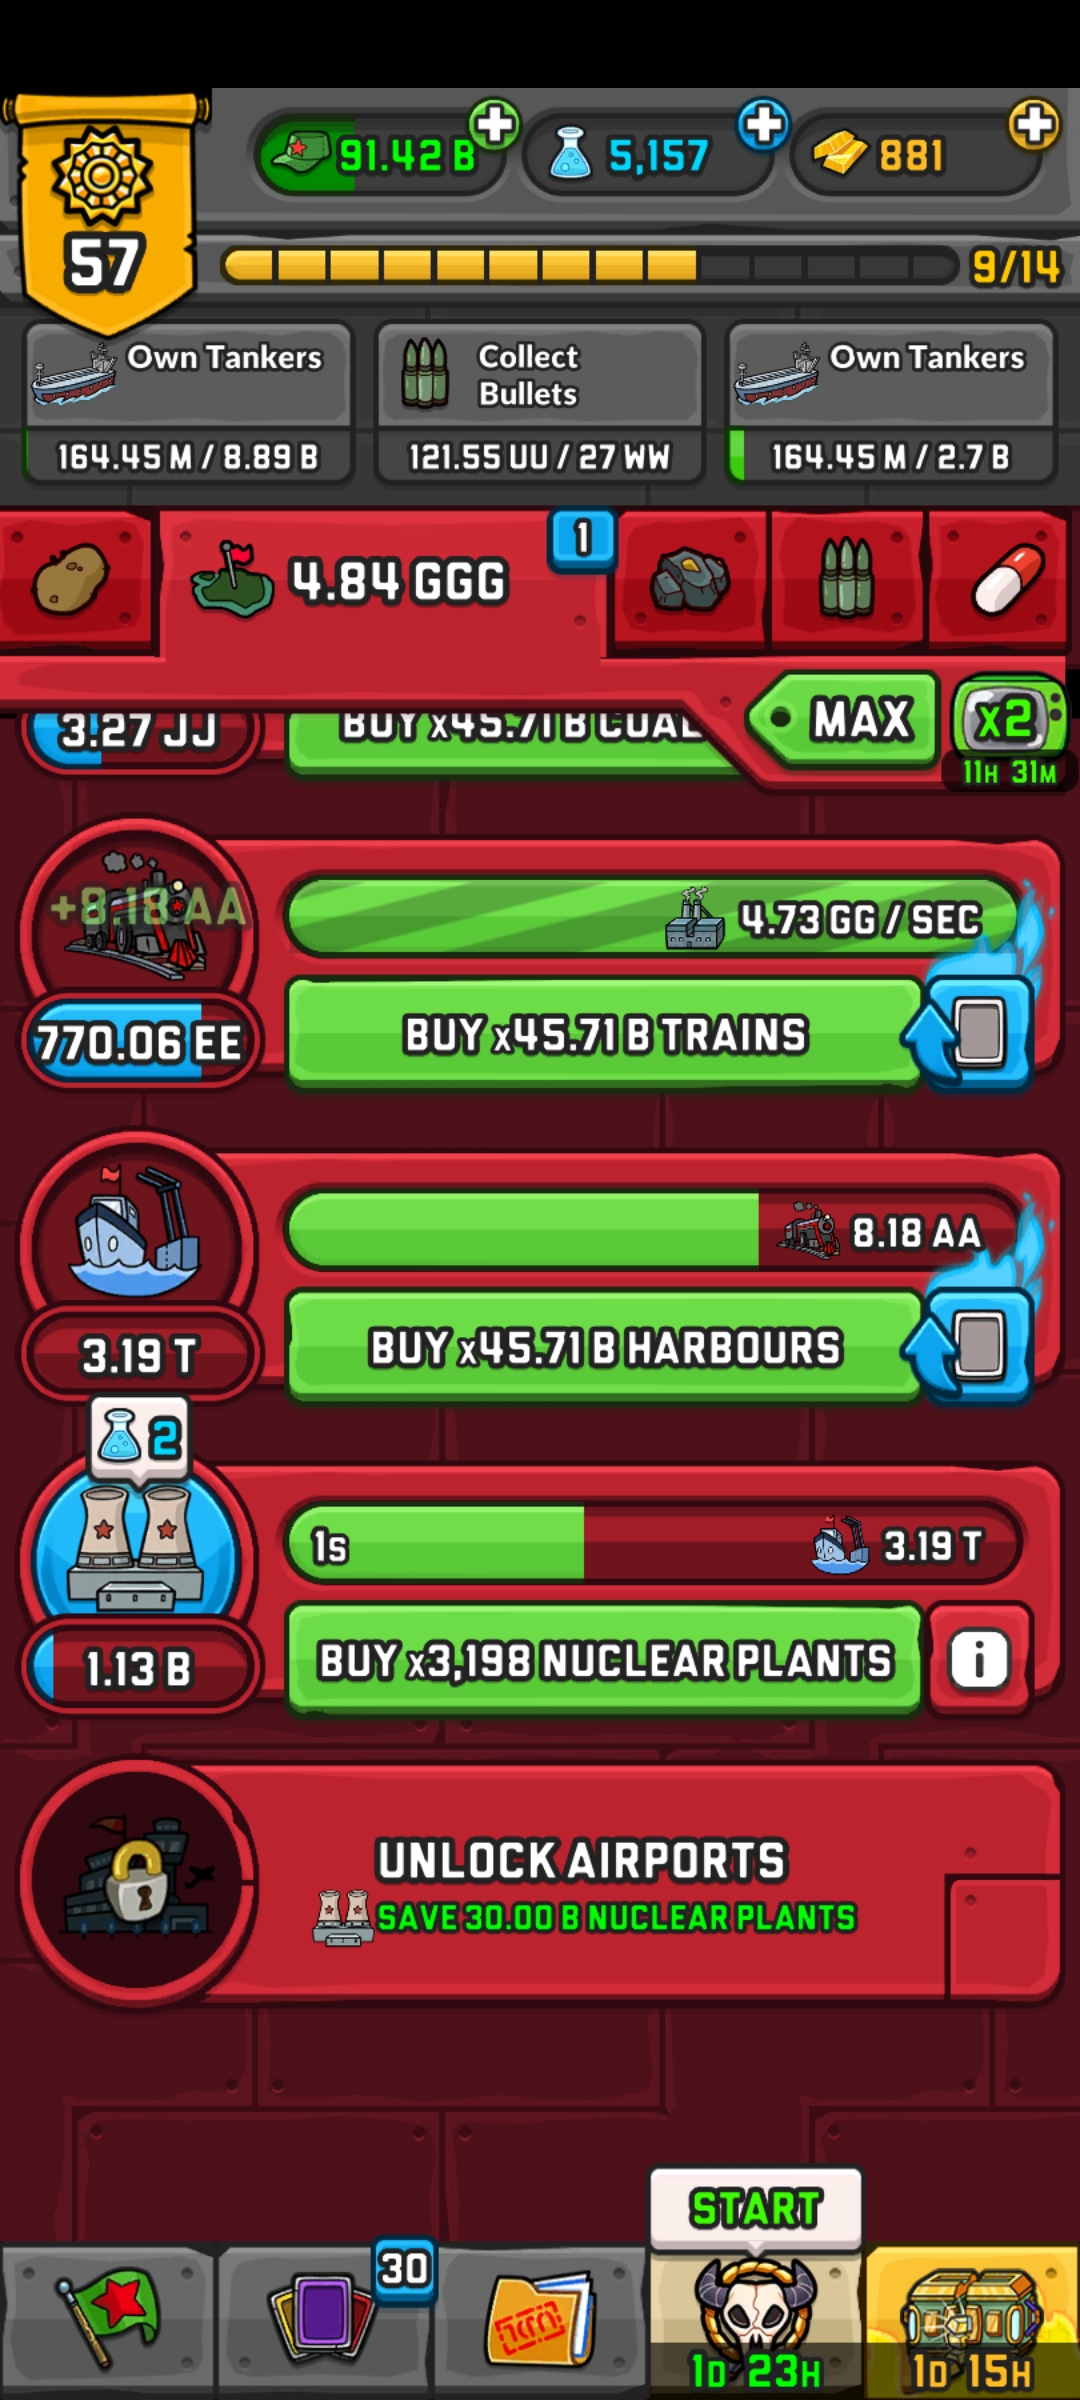 91.42 B
5,157
881
57
9/14
Own Tankers
164.45 M / 8.89 B
Collect
Bullets
121.55 UU / 27 WW
Own Tankers
164.45 M / 2.7 B
4.84 GGG
1
MAX
x2
11H 31M
3.27 JJ
BUY x45.71 B COAL
+8.18 AA
4.73 GG / SEC
770.06 EE
BUY x45.71 B TRAINS
8.18 AA
3.19 T
BUY x45.71 B HARBOURS
2
1s
3.19 T
1.13 B
BUY x3,198 NUCLEAR PLANTS
i
UNLOCK AIRPORTS
SAVE 30.00 B NUCLEAR PLANTS
START
30
1D 23H
1D 15H